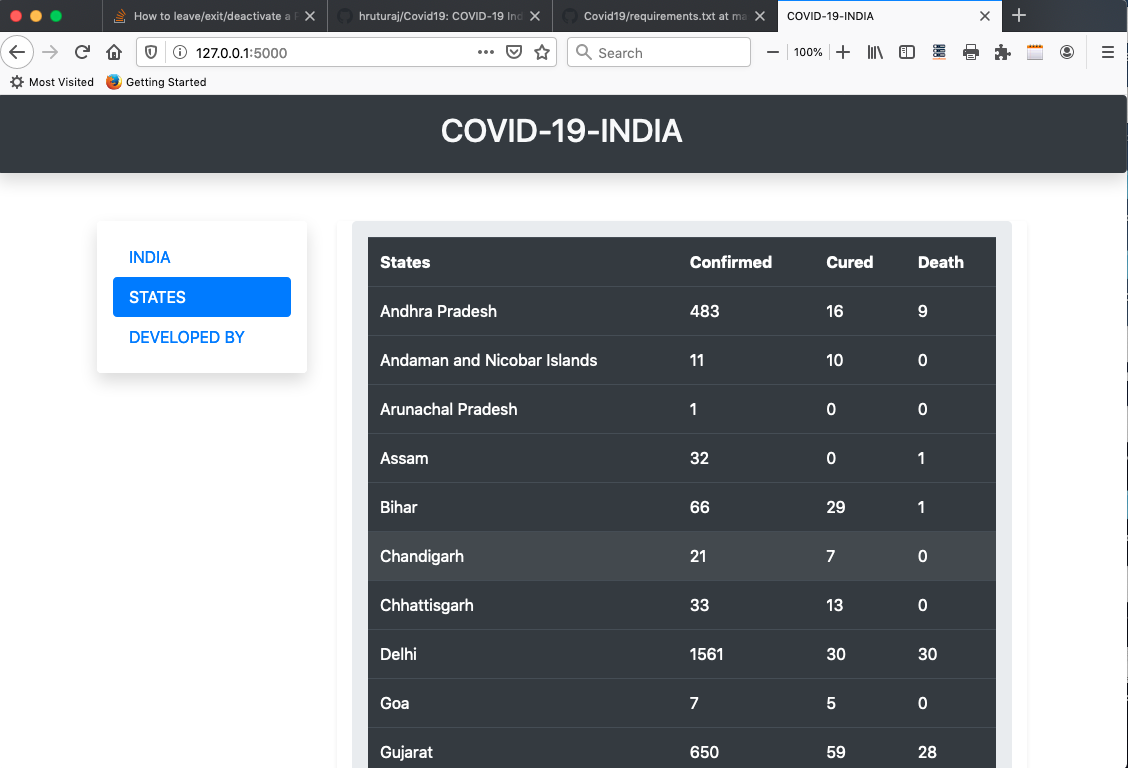 How to leave/exit/deactivate a
hruturaj/Covid19: COVID-19 Ind
Covid19/requirements.txt at ma
COVID-19-INDIA
127.0.0.1:5000
Search
100%
Most Visited
Getting Started
COVID-19-INDIA
INDIA
STATES
DEVELOPED BY
States Confirmed Cured Death
Andhra Pradesh 483 16 9
Andaman and Nicobar Islands 11 10 0
Arunachal Pradesh 1 0 0
Assam 32 0 1
Bihar 66 29 1
Chandigarh 21 7 0
Chhattisgarh 33 13 0
Delhi 1561 30 30
Goa 7 5 0
Gujarat 650 59 28